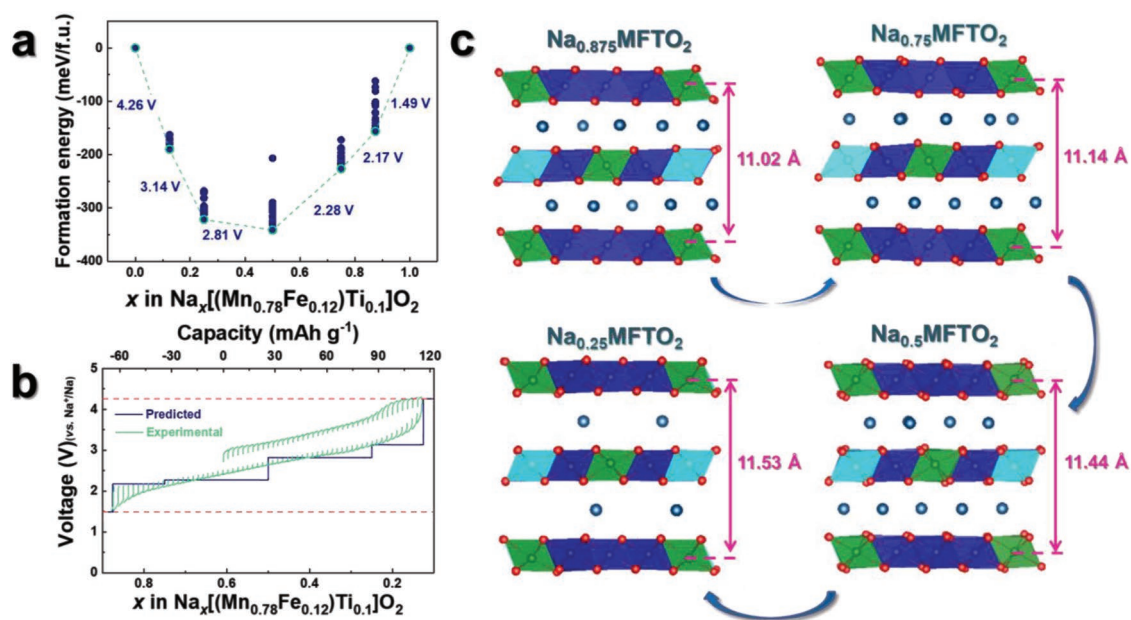 a
Formation energy (meV/f.u.)
0
-100
-200
-300
-400
4.26 V
3.14 V
2.81 V
2.28 V
2.17 V
1.49 V
0.0 0.2 0.4 0.6 0.8 1.0
x in Naₓ[(Mn₀.₇₈Fe₀.₁₂)Ti₀.₁]O₂
b
Capacity (mAh g⁻¹)
-60 -30 0 30 60 90 120
Voltage (V)(vs. Na⁺/Na)
5
4
3
2
1
0
Predicted
Experimental
0.8 0.6 0.4 0.2
x in Naₓ[(Mn₀.₇₈Fe₀.₁₂)Ti₀.₁]O₂
c
Na₀.₈₇₅MFTO₂
11.02 Å
Na₀.₇₅MFTO₂
11.14 Å
Na₀.₂₅MFTO₂
11.53 Å
Na₀.₅MFTO₂
11.44 Å